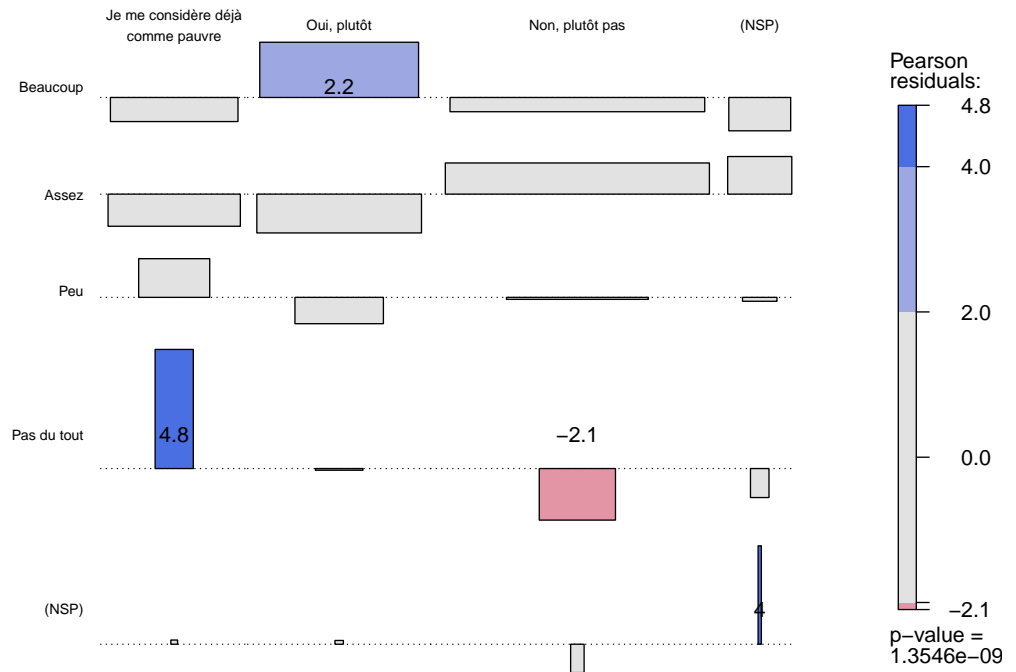 Je me considère déjà
comme pauvre
Oui, plutôt
Non, plutôt pas
(NSP)
Beaucoup
2.2
Assez
Peu
Pas du tout
4.8
−2.1
(NSP)
4
Pearson
residuals:
4.8
4.0
2.0
0.0
−2.1
p−value =
1.3546e−09